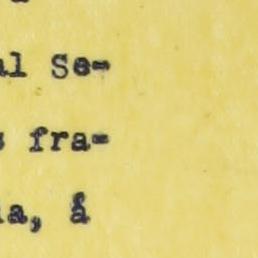 al Se-
s fra-
a, å